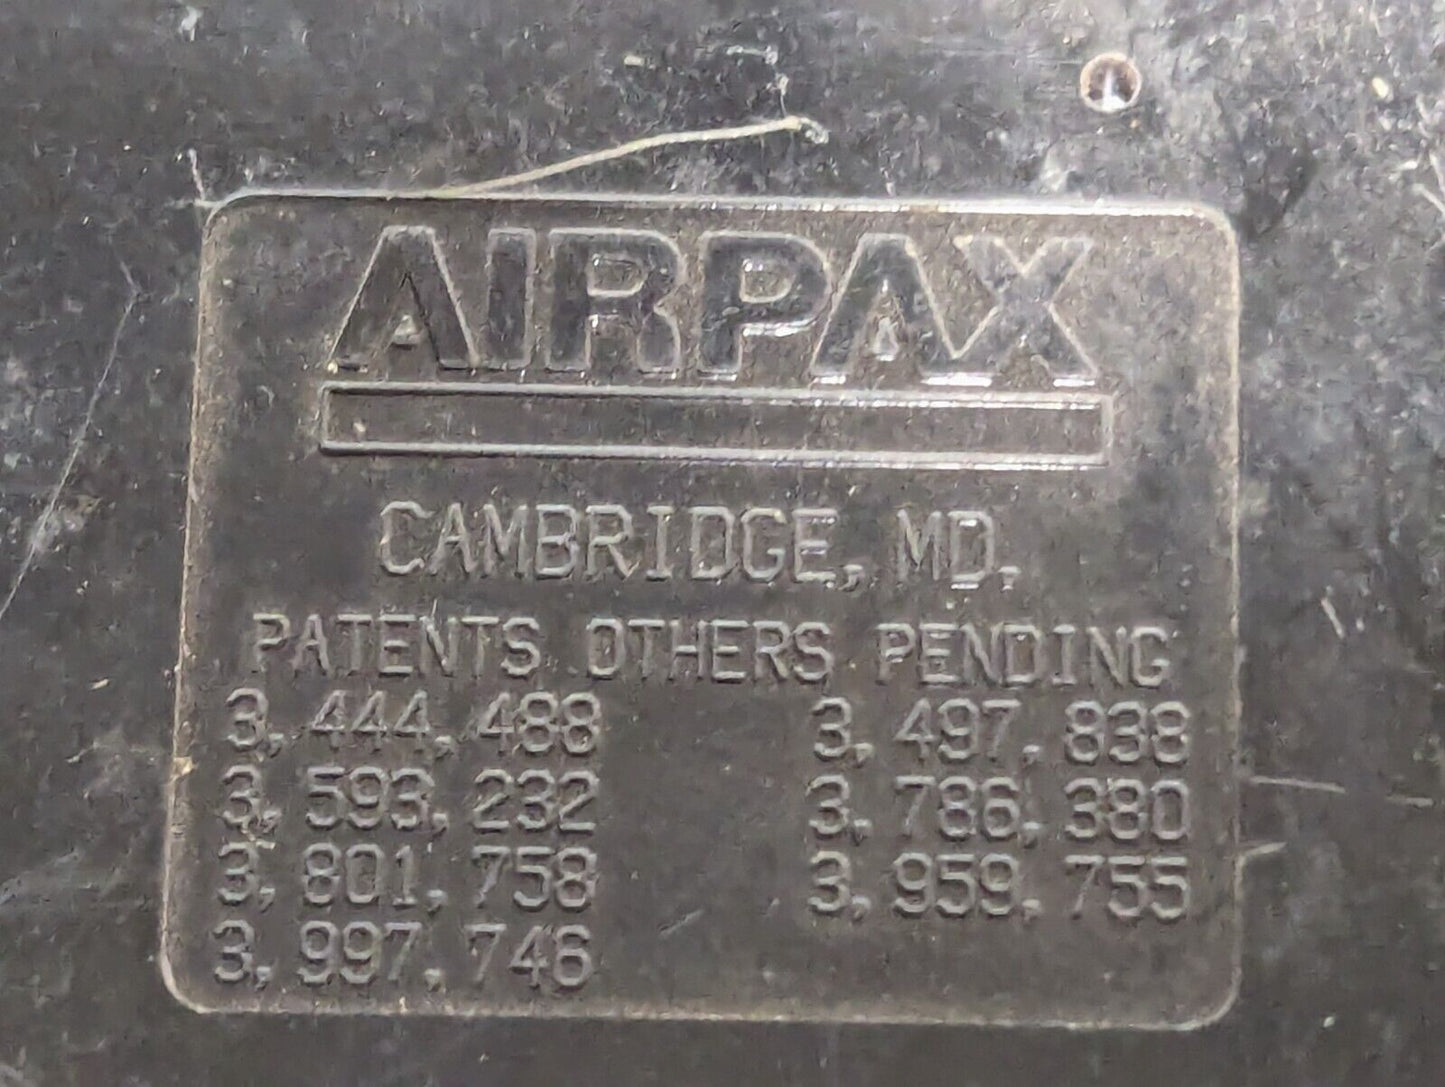 AIRPAX
CAMBRIDGE, MD.
PATENTS OTHERS PENDING
3,444,488 3,497,838
3,593,232 3,786,380
3,801,758 3,959,755
3,997,746